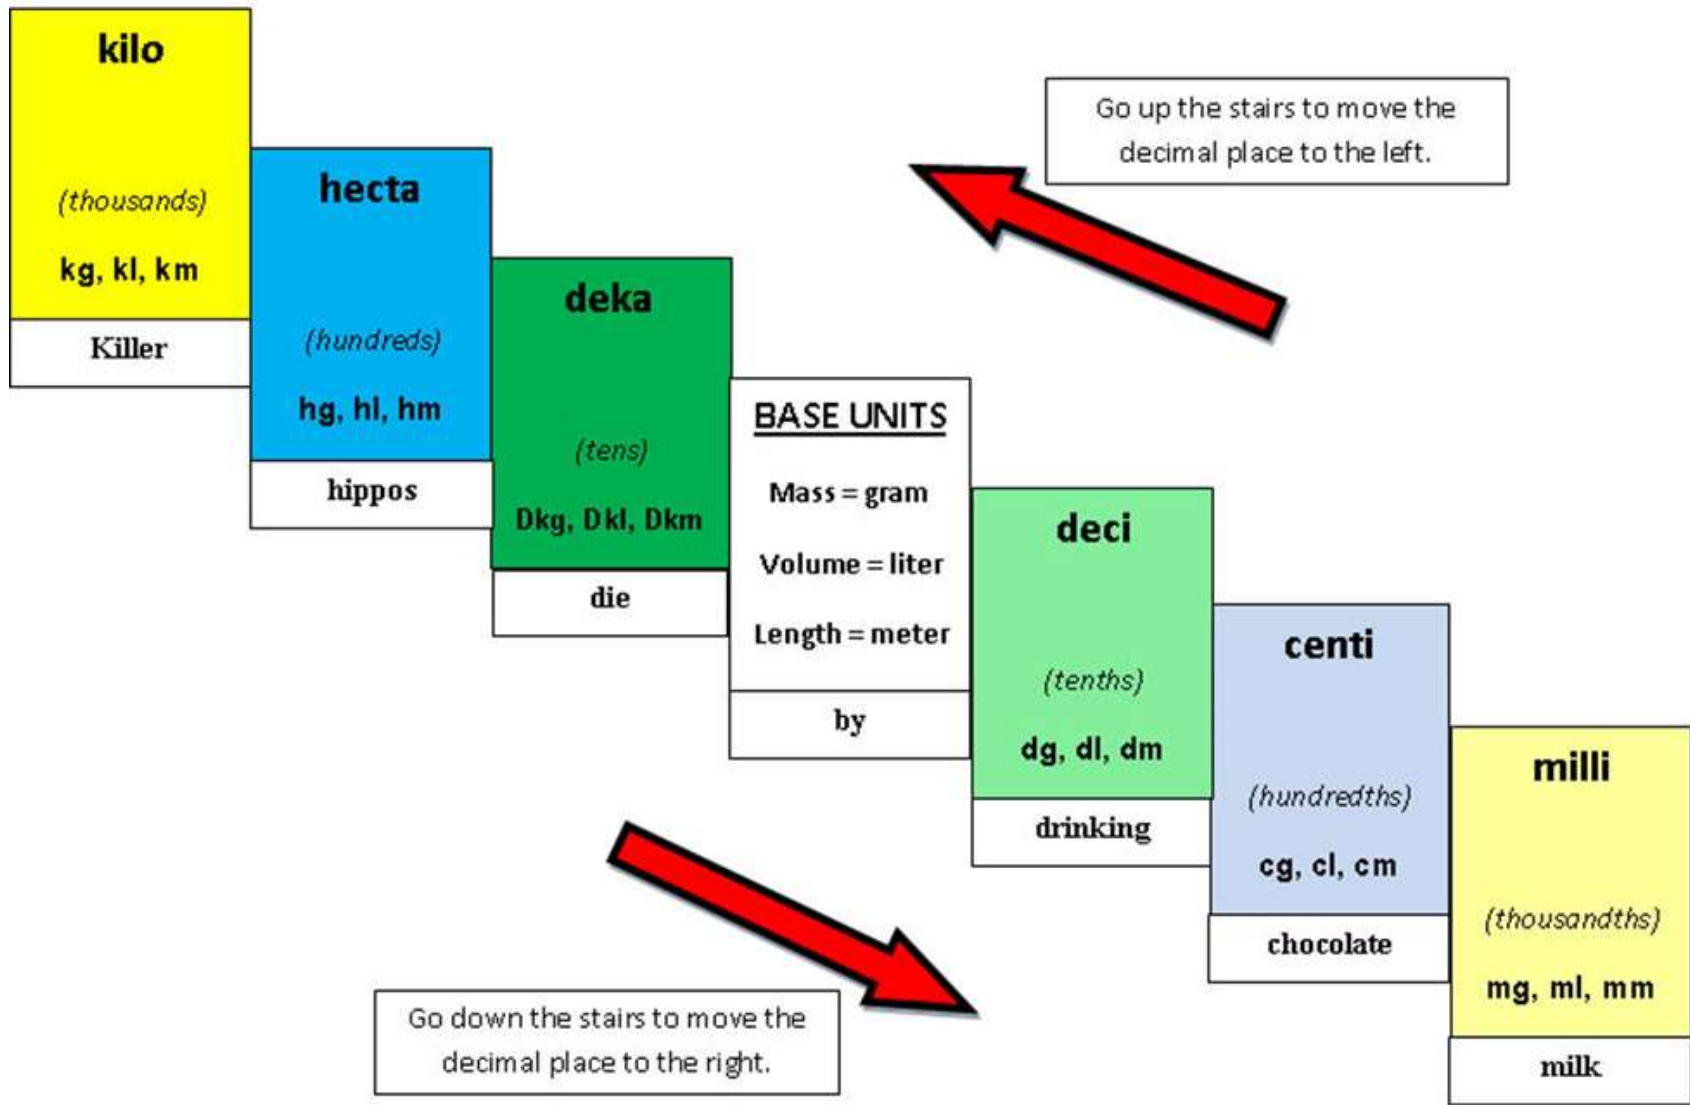 kilo
(thousands)
kg, kl, km
Killer
hecta
(hundreds)
hg, hl, hm
hippos
deka
(tens)
Dkg, Dkl, Dkm
die
BASE UNITS
Mass = gram
Volume = liter
Length = meter
by
deci
(tenths)
dg, dl, dm
drinking
centi
(hundredths)
cg, cl, cm
chocolate
milli
(thousandths)
mg, ml, mm
milk
Go up the stairs to move the
decimal place to the left.
Go down the stairs to move the
decimal place to the right.